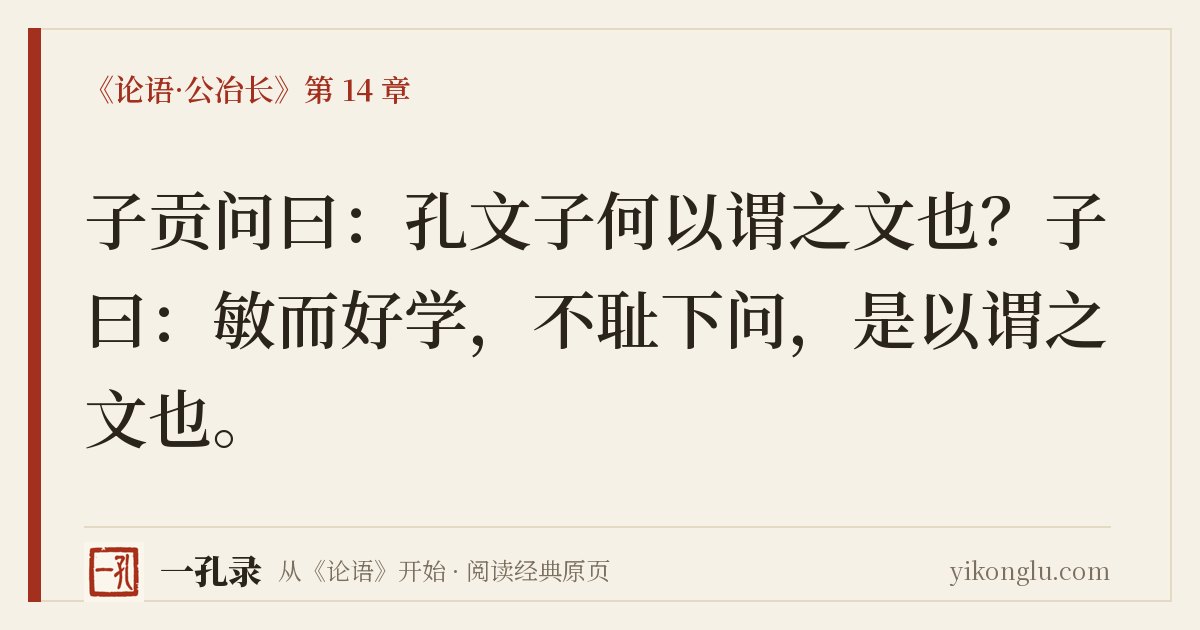 《论语·公冶长》第 14 章
子贡问曰：孔文子何以谓之文也？子
曰：敏而好学，不耻下问，是以谓之
文也。
一孔
一孔录 从《论语》开始 · 阅读经典原页 yikonglu.com